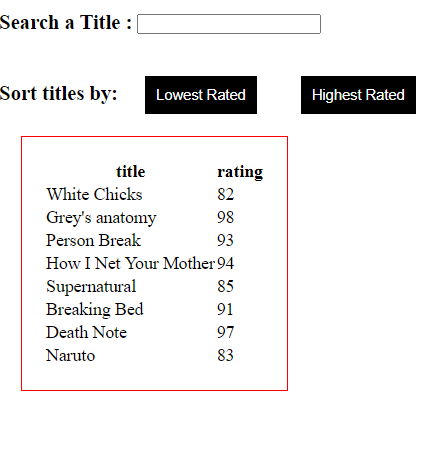 Search a Title :
Sort titles by: Lowest Rated Highest Rated
title rating
White Chicks 82
Grey's anatomy 98
Person Break 93
How I Net Your Mother 94
Supernatural 85
Breaking Bed 91
Death Note 97
Naruto 83